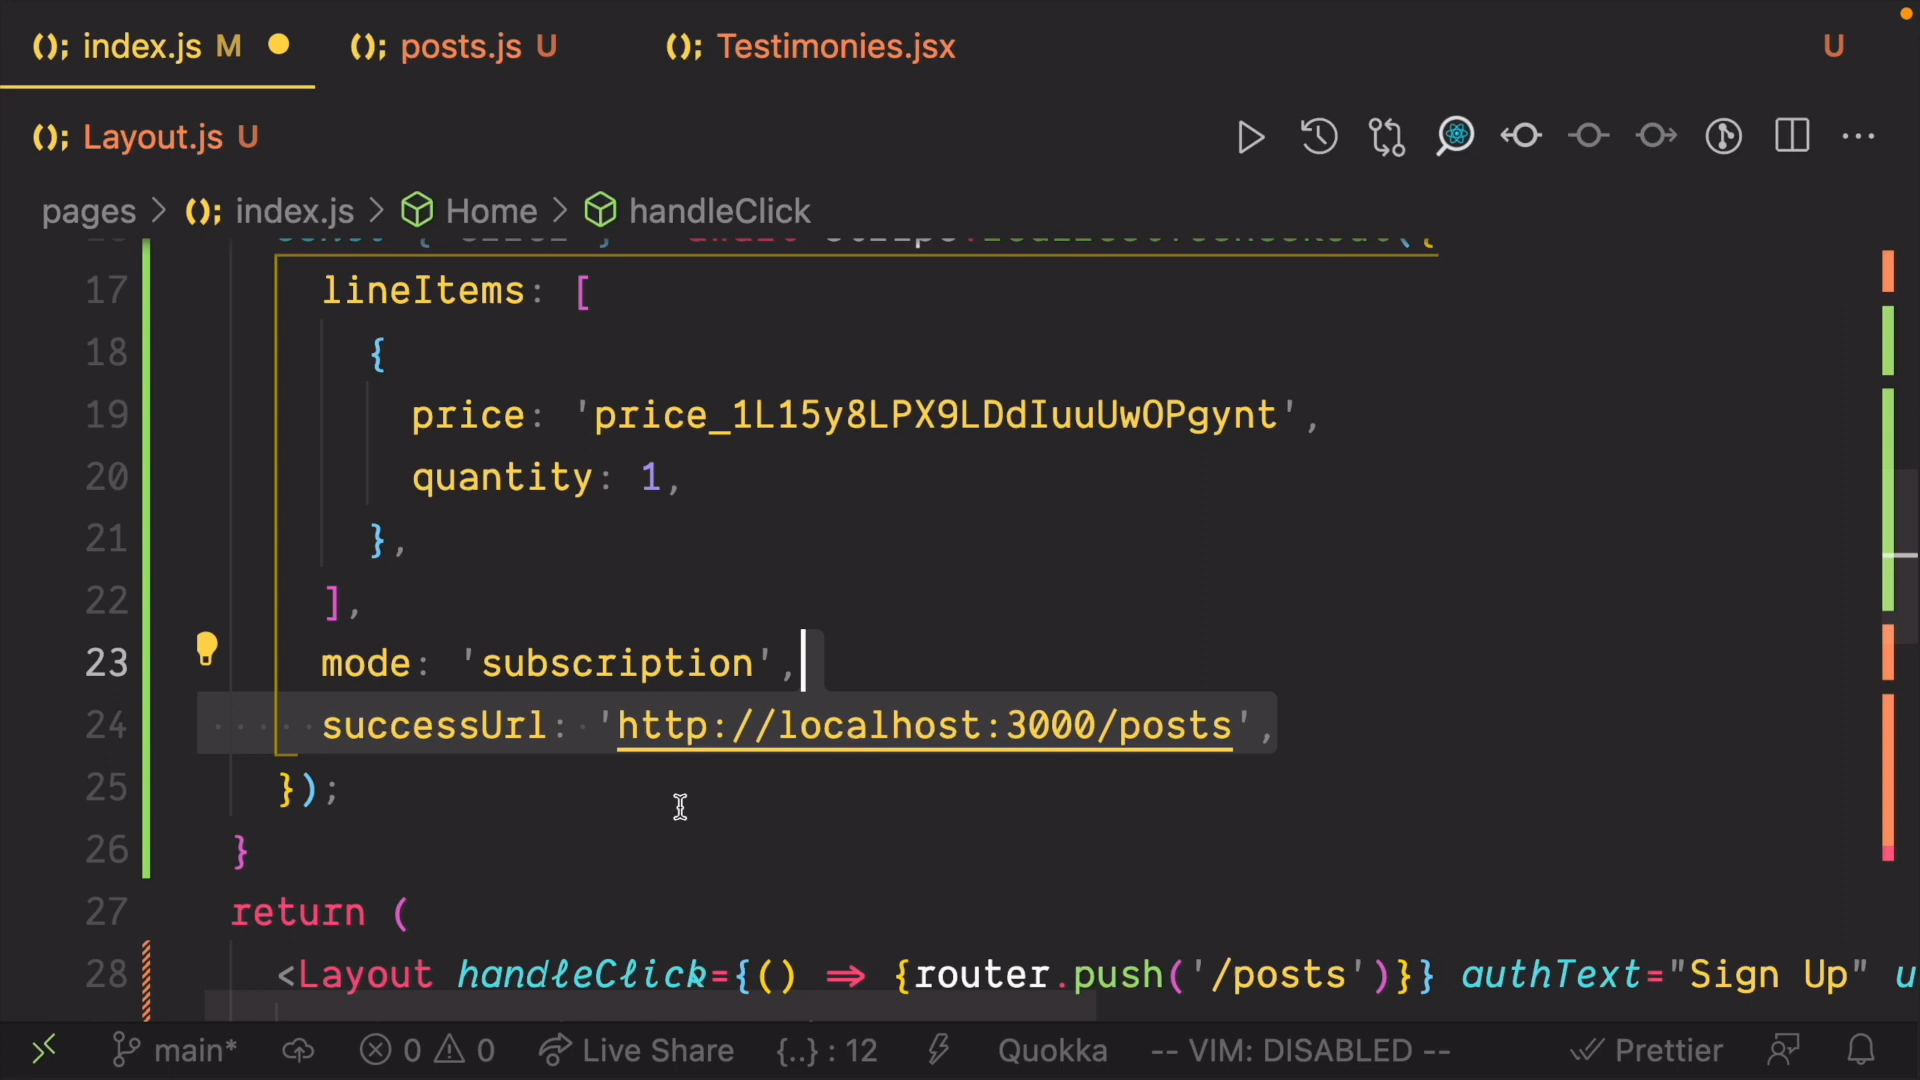 (); index.js M
(); posts.js U
(); Testimonies.jsx
U
(); Layout.js U
pages > (); index.js > Home > handleClick
17 lineItems: [
18 {
19 price: 'price_1L15y8LPX9LDdIuuUwOPgynt',
20 quantity: 1,
21 },
22 ],
23 mode: 'subscription',
24 successUrl: 'http://localhost:3000/posts',
25 });
26 }
27 return (
28 <Layout handleClick={() => {router.push('/posts')}} authText="Sign Up" u
main* 0 0 Live Share {..} : 12 Quokka -- VIM: DISABLED -- Prettier